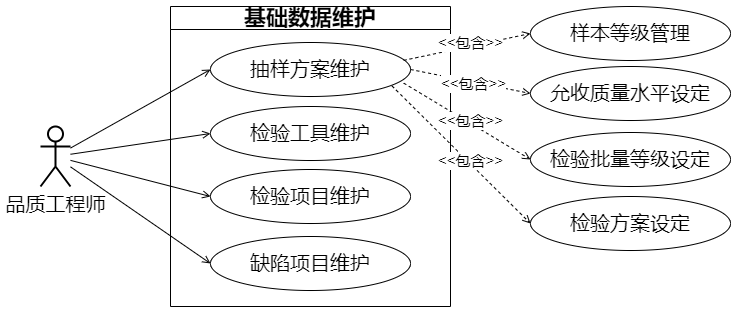 基础数据维护
抽样方案维护
检验工具维护
检验项目维护
缺陷项目维护
品质工程师
<<包含>>
<<包含>>
<<包含>>
<<包含>>
样本等级管理
允收质量水平设定
检验批量等级设定
检验方案设定